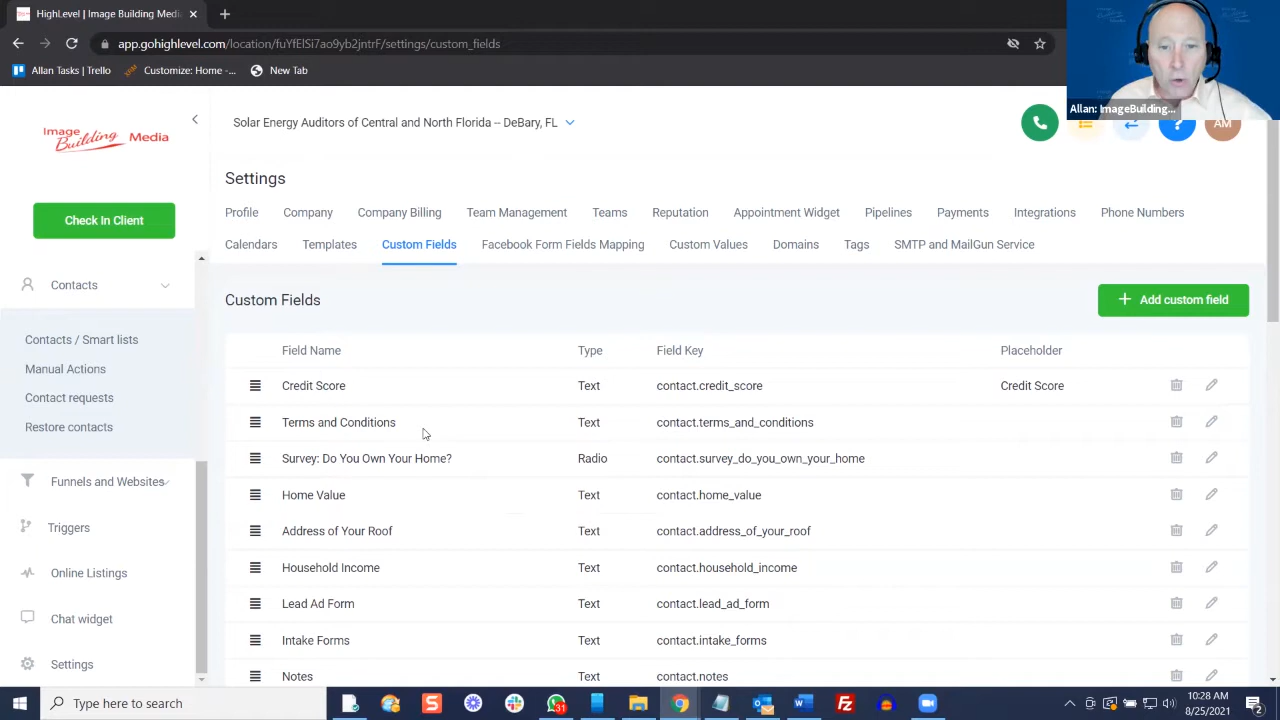 HighLevel
Image Building Medi
app.gohighlevel.com/location/fuYfElSi7ao9yb2jntrF/settings/custom_fields
Allan Tasks | Trello
Customize: Home -...
New Tab
Allan: ImageBuilding...
Image Building Media
Solar Energy Auditors of Central | North Florida -- DeBary, FL
AM
Check In Client
Settings
Profile
Company
Company Billing
Team Management
Teams
Reputation
Appointment Widget
Pipelines
Payments
Integrations
Phone Numbers
Calendars
Templates
Custom Fields
Facebook Form Fields Mapping
Custom Values
Domains
Tags
SMTP and MailGun Service
Contacts
Contacts / Smart lists
Manual Actions
Contact requests
Restore contacts
Funnels and Websites
Triggers
Online Listings
Chat widget
Settings
Custom Fields
Add custom field
Field Name Type Field Key Placeholder
Credit Score Text contact.credit_score Credit Score
Terms and Conditions Text contact.terms_and_conditions
Survey: Do You Own Your Home? Radio contact.survey_do_you_own_your_home
Home Value Text contact.home_value
Address of Your Roof Text contact.address_of_your_roof
Household Income Text contact.household_income
Lead Ad Form Text contact.lead_ad_form
Intake Forms Text contact.intake_forms
Notes Text contact.notes
Type here to search
31
10:28 AM
8/25/2021
2